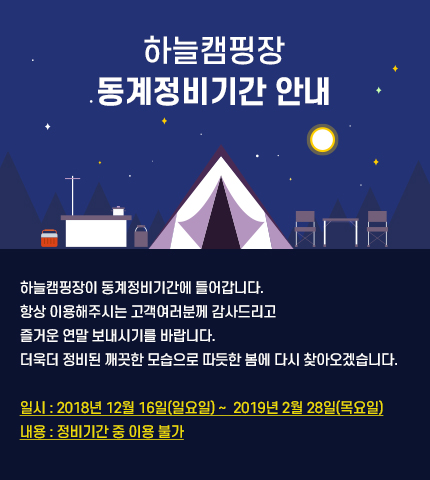 하늘캠핑장
동계정비기간 안내
하늘캠핑장이 동계정비기간에 들어갑니다.
항상 이용해주시는 고객여러분께 감사드리고
즐거운 연말 보내시기를 바랍니다.
더욱더 정비된 깨끗한 모습으로 따듯한 봄에 다시 찾아오겠습니다.
일시 : 2018년 12월 16일(일요일) ~ 2019년 2월 28일(목요일)
내용 : 정비기간 중 이용 불가